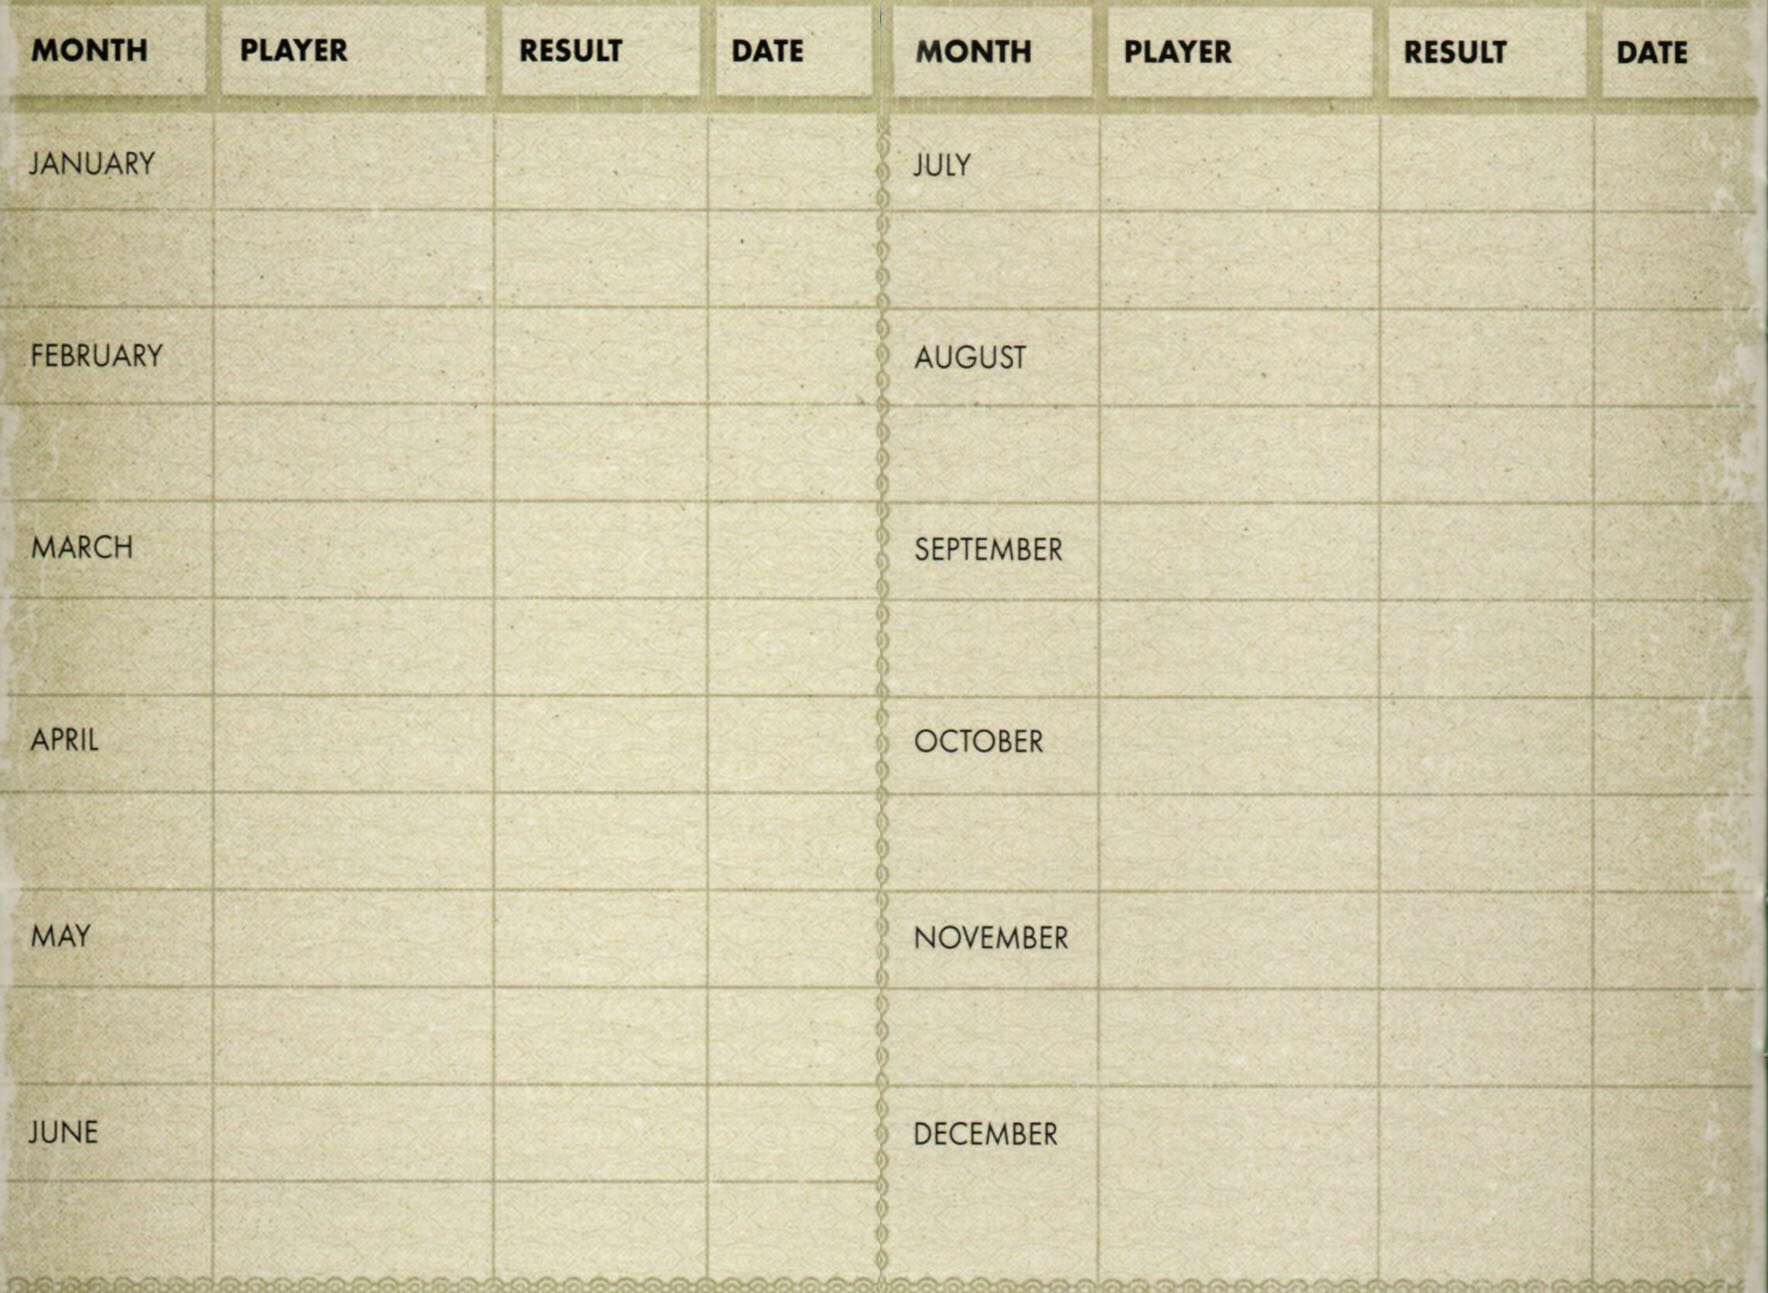 MONTH PLAYER RESULT DATE MONTH PLAYER RESULT DATE
JANUARY JULY
FEBRUARY AUGUST
MARCH SEPTEMBER
APRIL OCTOBER
MAY NOVEMBER
JUNE DECEMBER